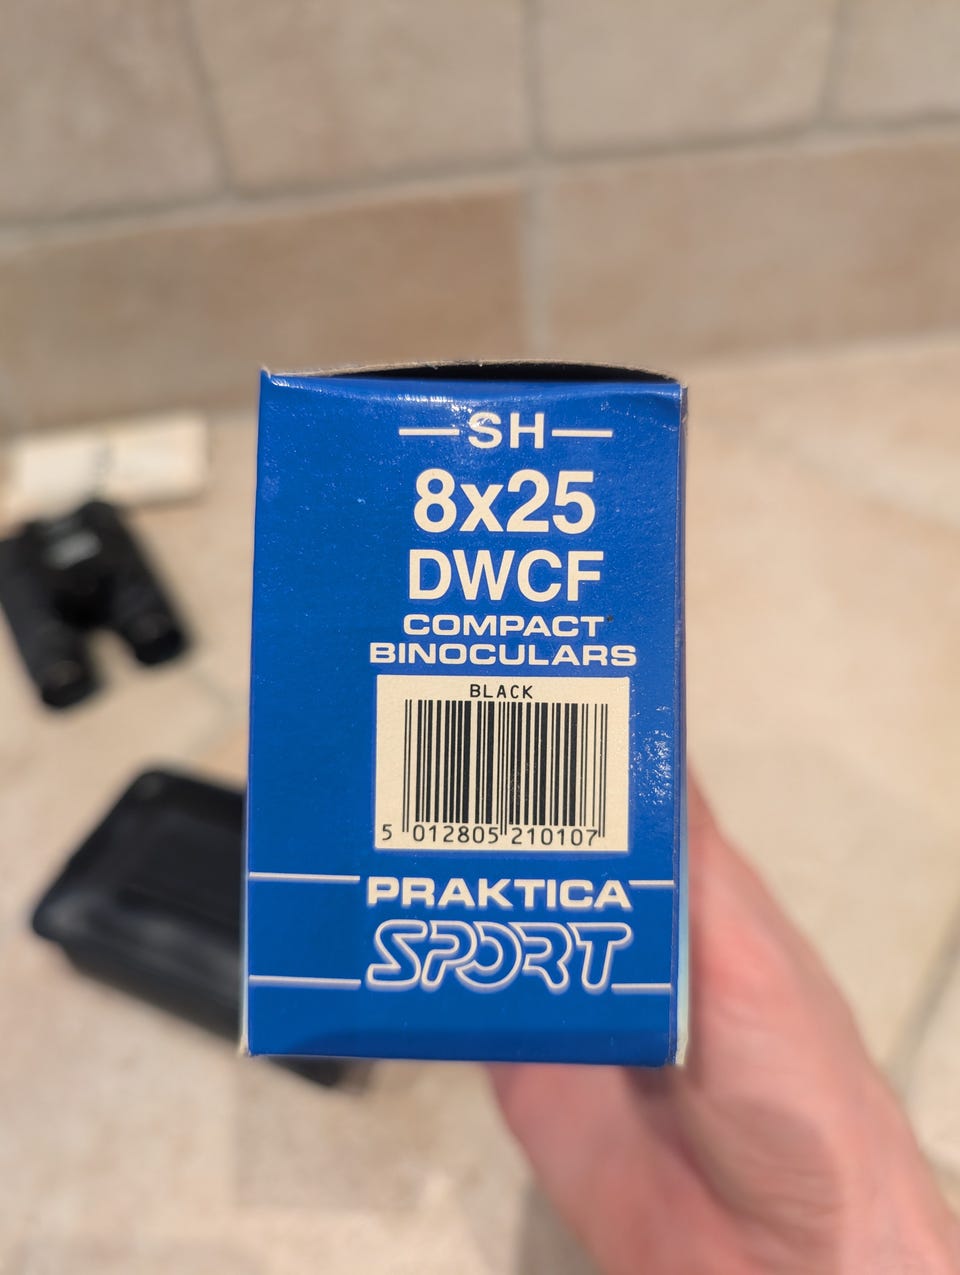 SH
8x25
DWCF
COMPACT
BINOCULARS
BLACK
5 012805 210107
PRAKTICA
SPORT